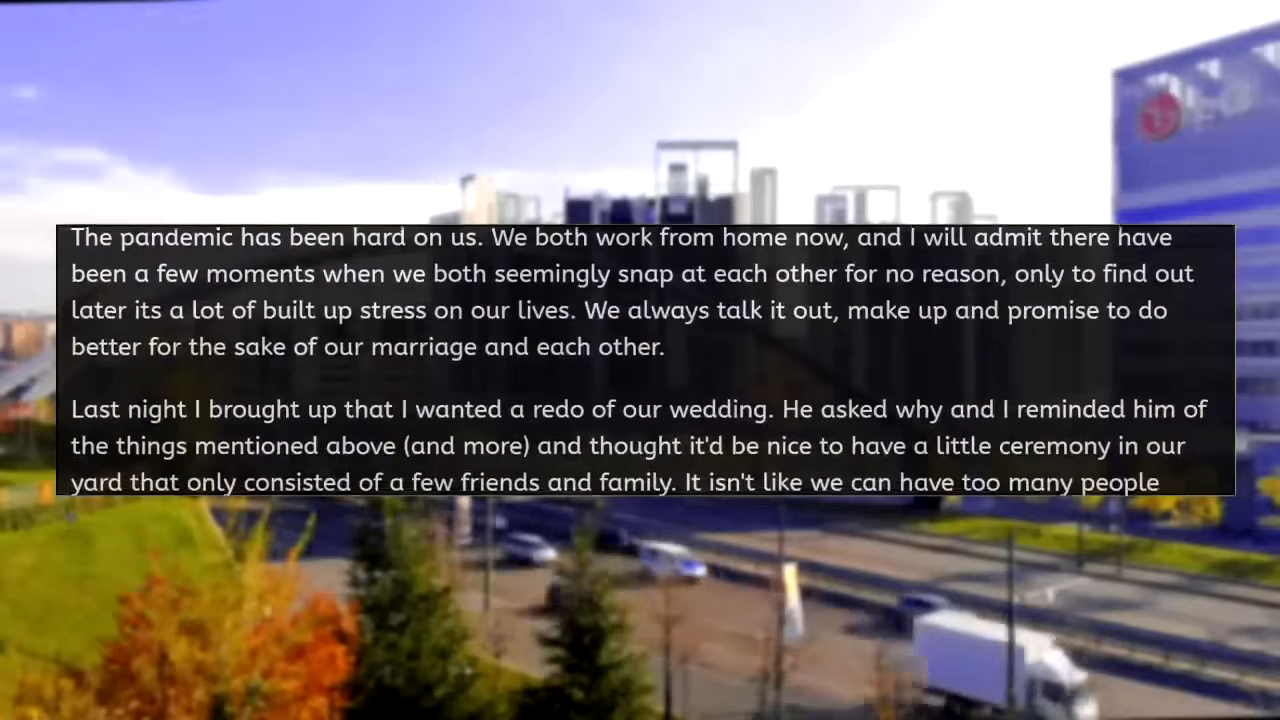 The pandemic has been hard on us. We both work from home now, and I will admit there have
been a few moments when we both seemingly snap at each other for no reason, only to find out
later its a lot of built up stress on our lives. We always talk it out, make up and promise to do
better for the sake of our marriage and each other.
Last night I brought up that I wanted a redo of our wedding. He asked why and I reminded him of
the things mentioned above (and more) and thought it'd be nice to have a little ceremony in our
yard that only consisted of a few friends and family. It isn't like we can have too many people